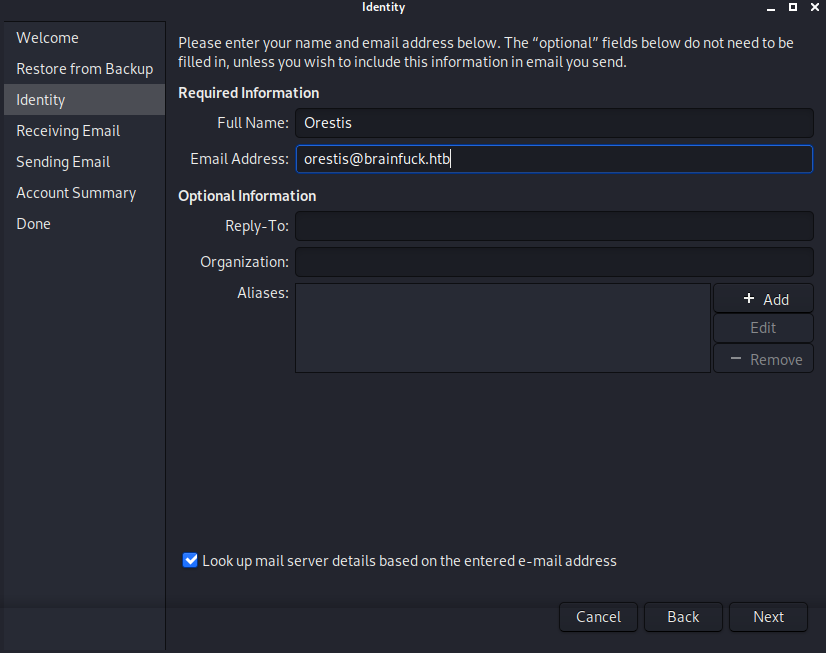 Identity
Welcome
Restore from Backup
Identity
Receiving Email
Sending Email
Account Summary
Done
Please enter your name and email address below. The “optional” fields below do not need to be
filled in, unless you wish to include this information in email you send.
Required Information
Full Name: Orestis
Email Address: orestis@brainfuck.htb
Optional Information
Reply-To:
Organization:
Aliases:
+ Add
Edit
− Remove
Look up mail server details based on the entered e-mail address
Cancel Back Next